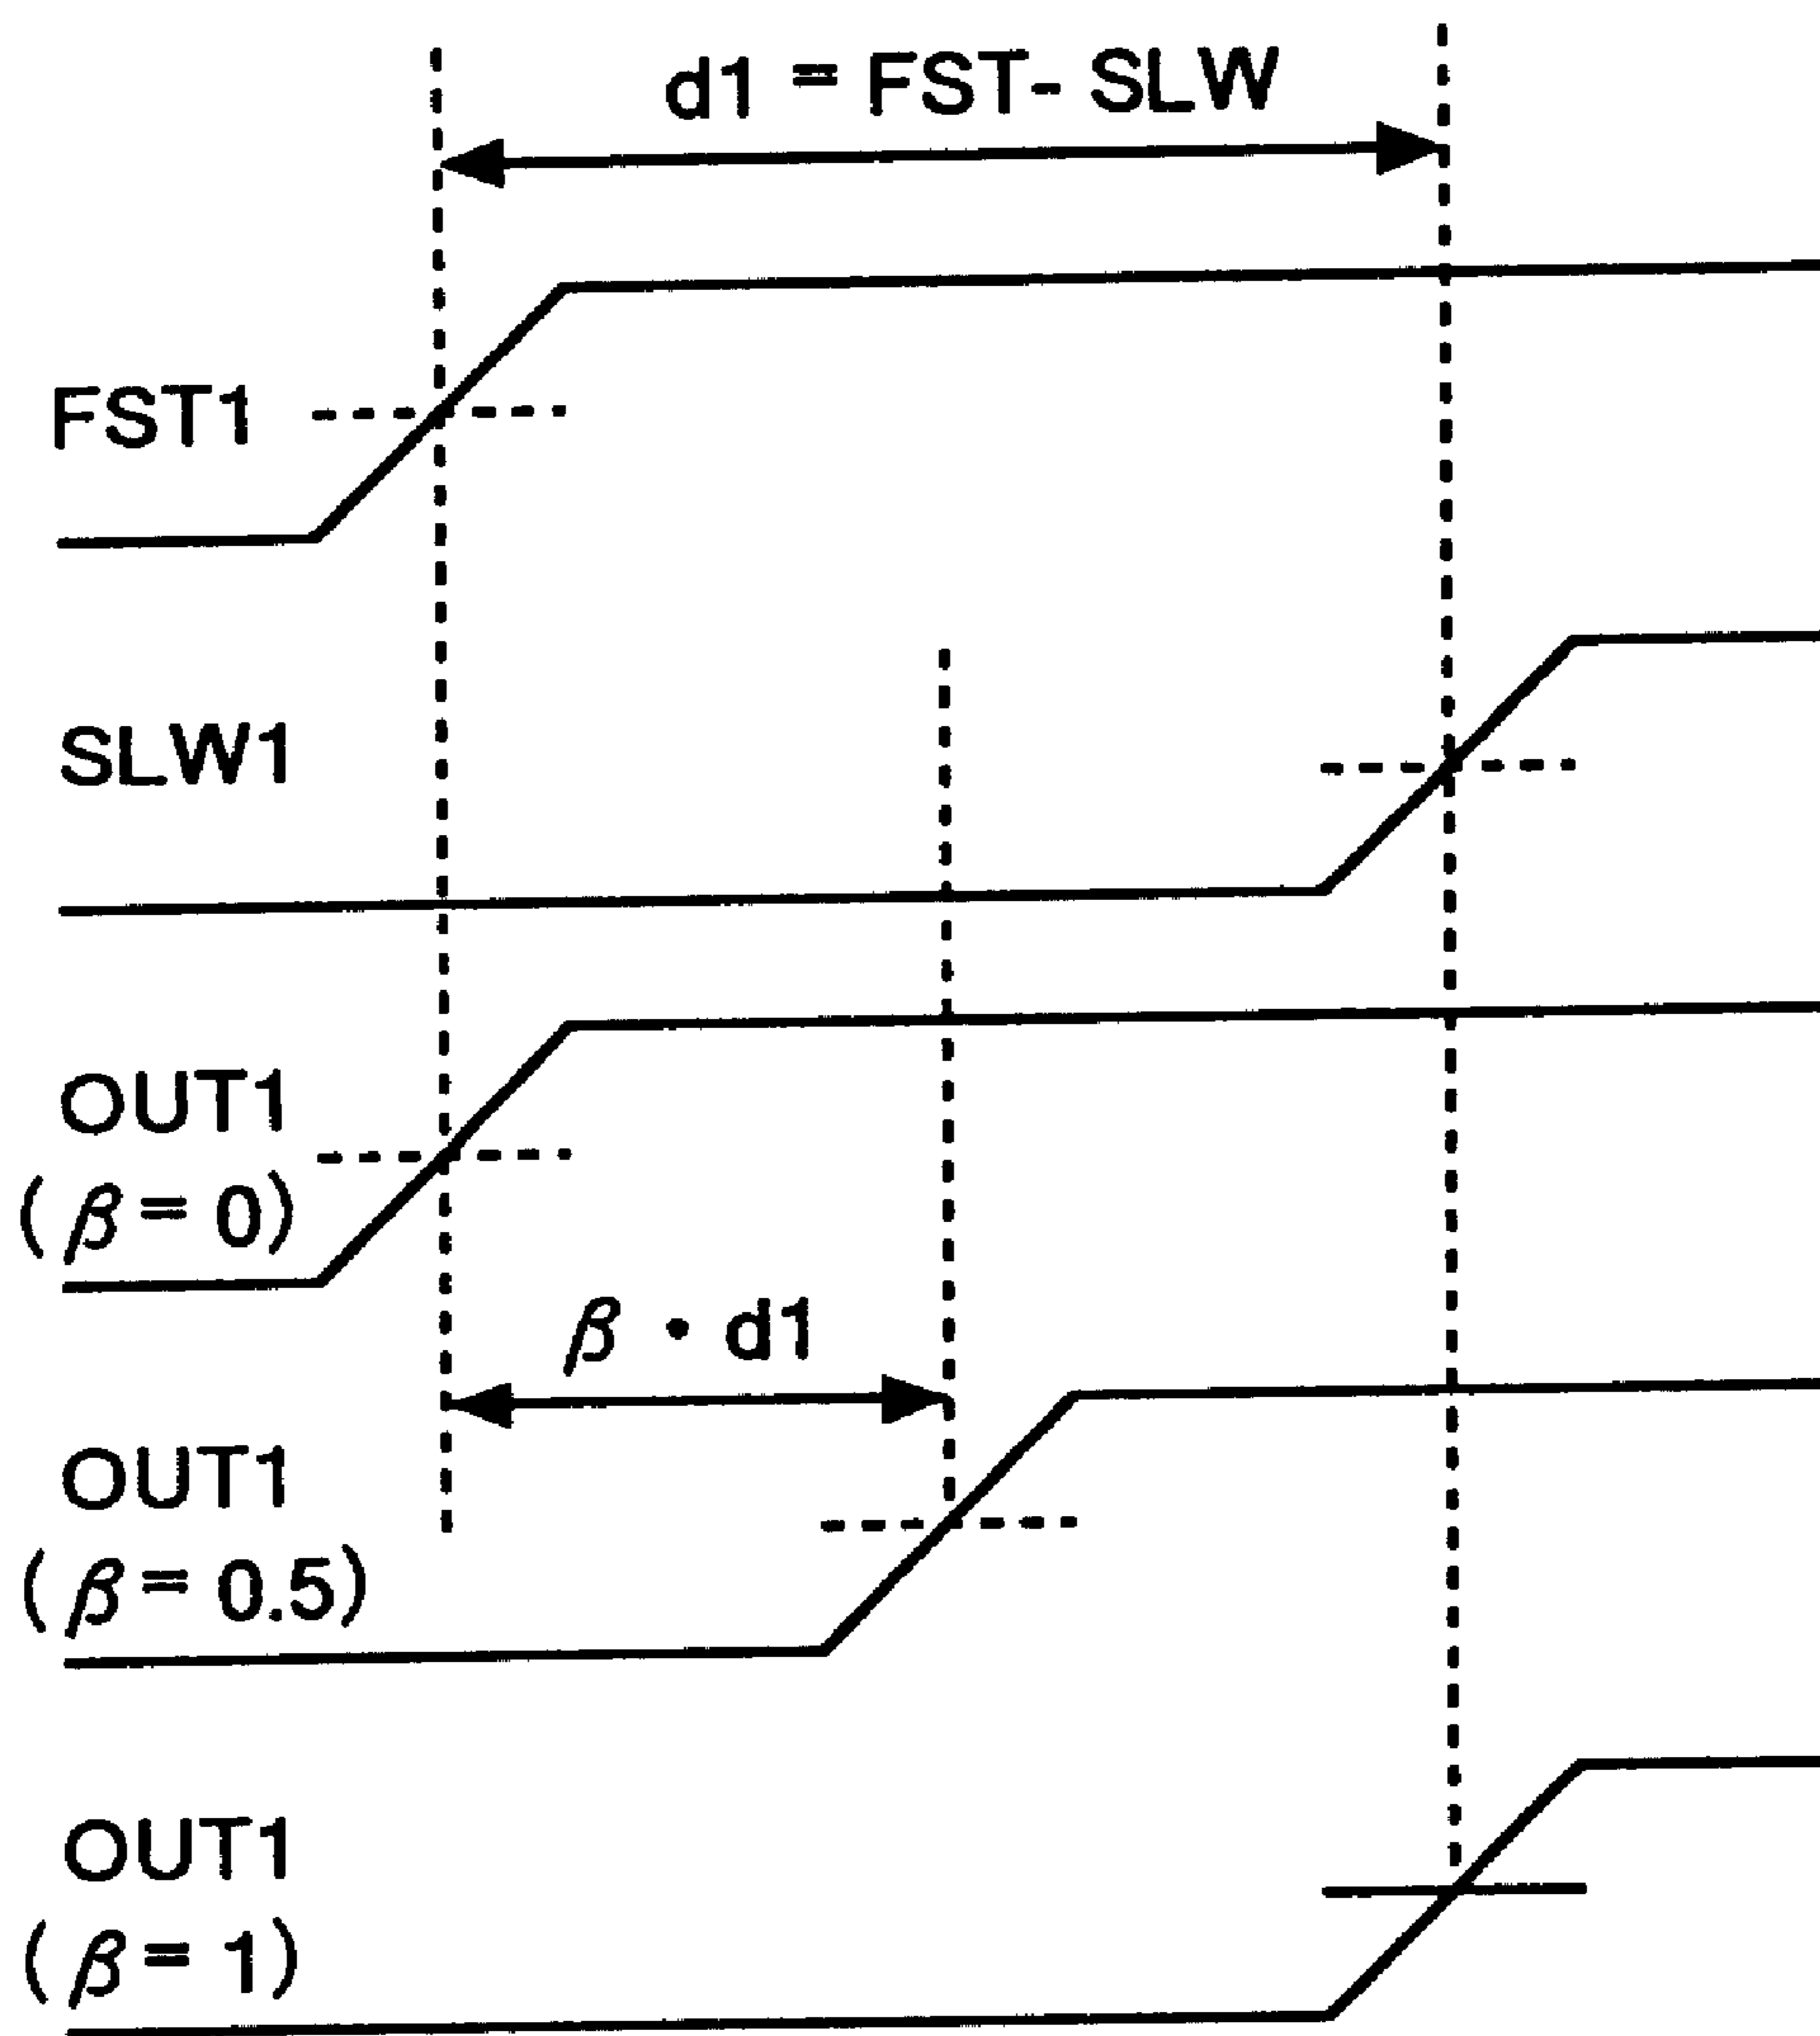 d1 = FST- SLW
FST1
SLW1
OUT1
(β= 0)
β • d1
OUT1
(β= 0.5)
OUT1
(β= 1)